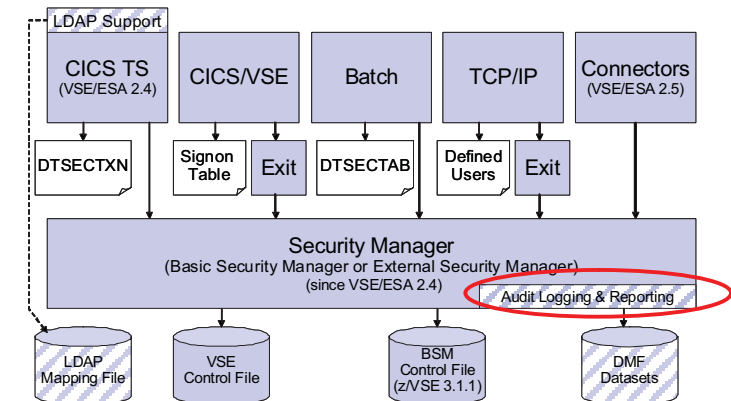 LDAP Support
CICS TS
(VSE/ESA 2.4)
CICS/VSE
Batch
TCP/IP
Connectors
(VSE/ESA 2.5)
DTSECTXN
Signon
Table
Exit
DTSECTAB
Defined
Users
Exit
Security Manager
(Basic Security Manager or External Security Manager)
(since VSE/ESA 2.4)
Audit Logging & Reporting
LDAP
Mapping File
VSE
Control File
BSM
Control File
(z/VSE 3.1.1)
DMF
Datasets